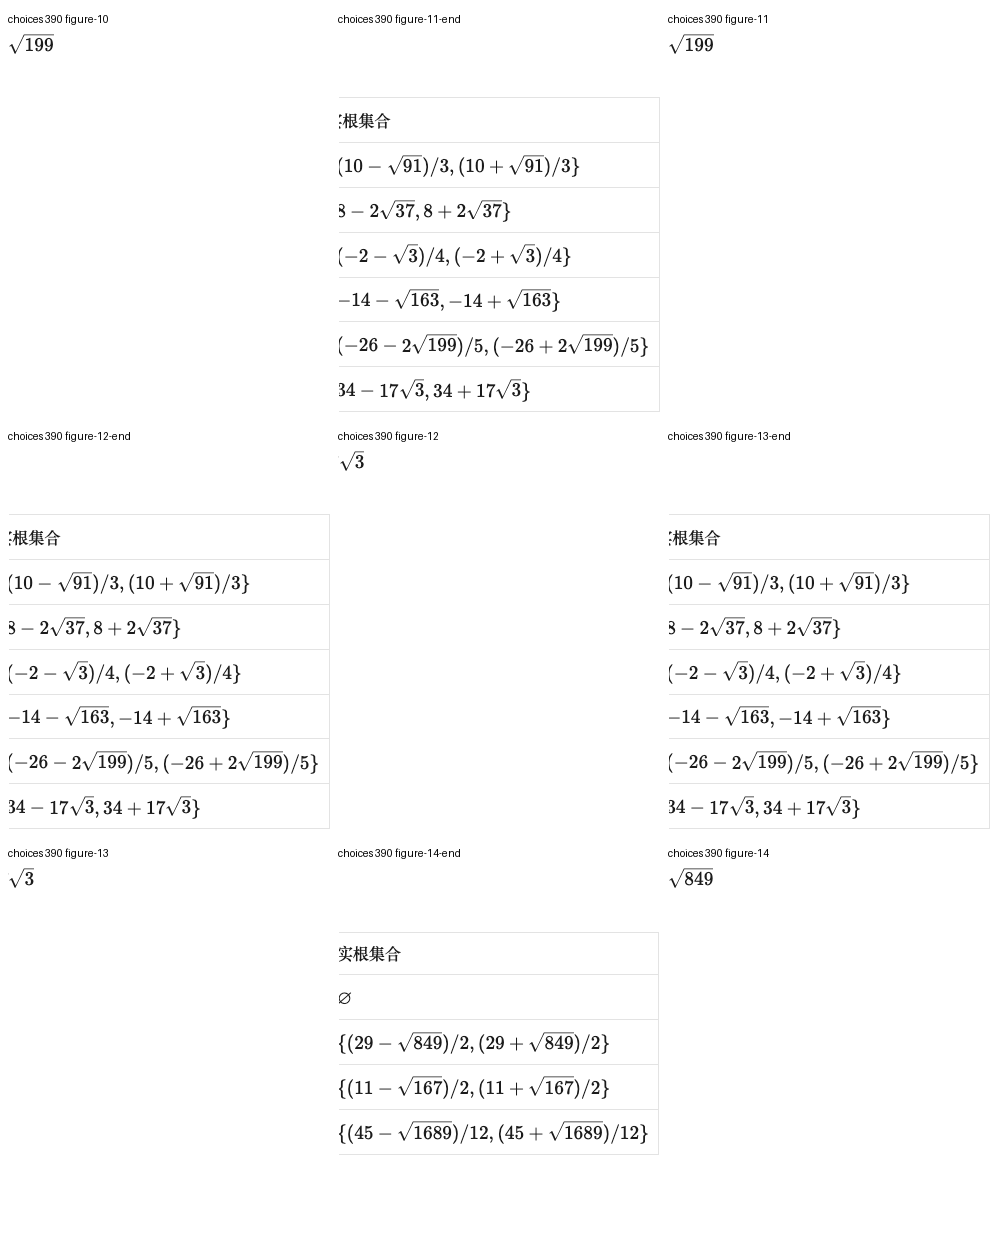 choices390 figure-10
choices390 figure-11-end
choices390 figure-11
√199
√199
根集合
(10 − √91)/3, (10 + √91)/3}
8 − 2√37, 8 + 2√37}
(−2 − √3)/4, (−2 + √3)/4}
−14 − √163, −14 + √163}
(−26 − 2√199)/5, (−26 + 2√199)/5}
34 − 17√3, 34 + 17√3}
choices390 figure-12-end
choices390 figure-12
choices390 figure-13-end
√3
根集合
(10 − √91)/3, (10 + √91)/3}
8 − 2√37, 8 + 2√37}
(−2 − √3)/4, (−2 + √3)/4}
−14 − √163, −14 + √163}
(−26 − 2√199)/5, (−26 + 2√199)/5}
34 − 17√3, 34 + 17√3}
根集合
(10 − √91)/3, (10 + √91)/3}
8 − 2√37, 8 + 2√37}
(−2 − √3)/4, (−2 + √3)/4}
−14 − √163, −14 + √163}
(−26 − 2√199)/5, (−26 + 2√199)/5}
34 − 17√3, 34 + 17√3}
choices390 figure-13
choices390 figure-14-end
choices390 figure-14
√3
√849
实根集合
∅
{(29 − √849)/2, (29 + √849)/2}
{(11 − √167)/2, (11 + √167)/2}
{(45 − √1689)/12, (45 + √1689)/12}